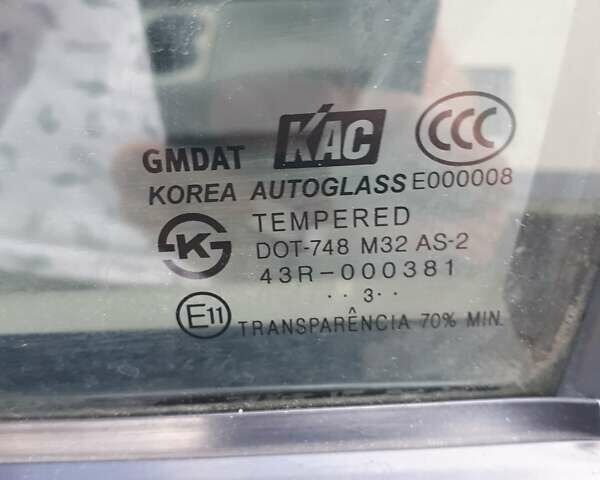 GMDAT KAC CCC
KOREA AUTOGLASS E000008
K TEMPERED
DOT-748 M32 AS-2
43R-000381
..3..
E11 TRANSPARÊNCIA 70% MIN.